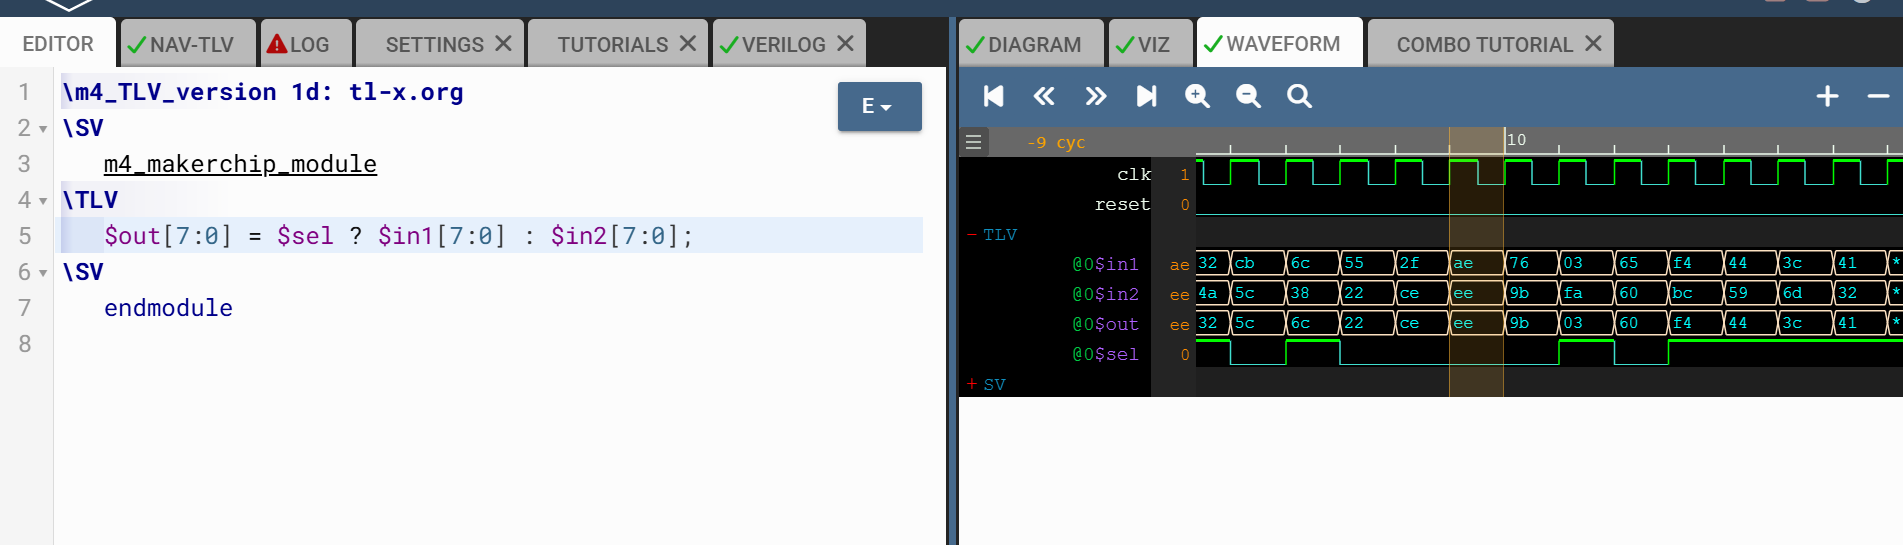 EDITOR NAV-TLV LOG SETTINGS TUTORIALS VERILOG
1 \m4_TLV_version 1d: tl-x.org
2 \SV
3 m4_makerchip_module
4 \TLV
5 $out[7:0] = $sel ? $in1[7:0] : $in2[7:0];
6 \SV
7 endmodule
8
E
DIAGRAM VIZ WAVEFORM COMBO TUTORIAL
-9 cyc 10
clk 1
reset 0
- TLV
@0$in1 ae 32 cb 6c 55 2f ae 76 03 65 f4 44 3c 41 *
@0$in2 ee 4a 5c 38 22 ce ee 9b fa 60 bc 59 6d 32 *
@0$out ee 32 5c 6c 22 ce ee 9b 03 60 f4 44 3c 41 *
@0$sel 0
+ SV